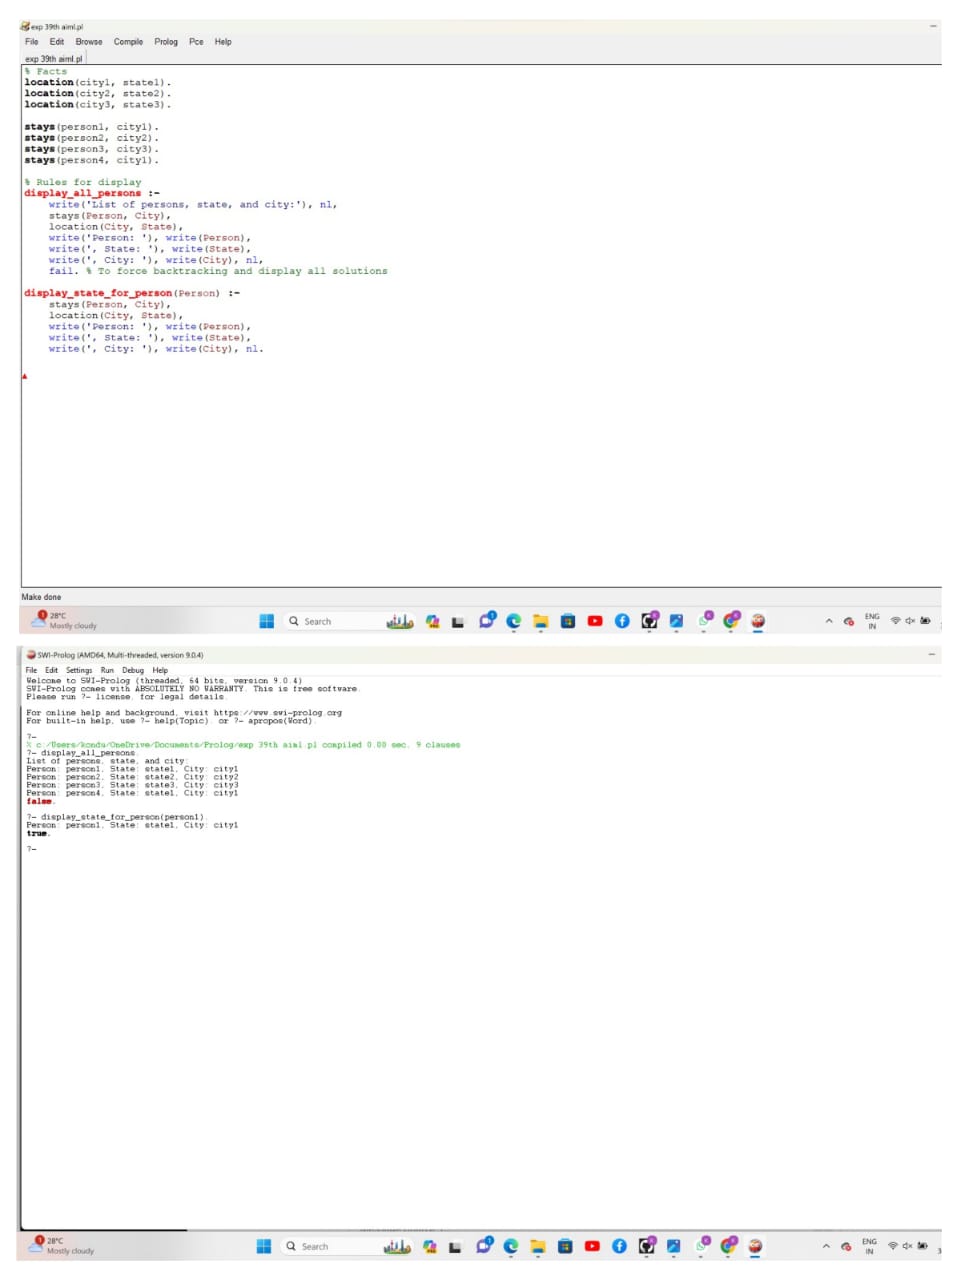 exp 39th aiml.pl
File Edit Browse Compile Prolog Pce Help
exp 39th aiml.pl
% Facts
location(city1, state1).
location(city2, state2).
location(city3, state3).
stays(person1, city1).
stays(person2, city2).
stays(person3, city3).
stays(person4, city1).
% Rules for display
display_all_persons :-
write('List of persons, state, and city:'), nl,
stays(Person, City),
location(City, State),
write('Person: '), write(Person),
write(', State: '), write(State),
write(', City: '), write(City), nl,
fail. % To force backtracking and display all solutions
display_state_for_person(Person) :-
stays(Person, City),
location(City, State),
write('Person: '), write(Person),
write(', State: '), write(State),
write(', City: '), write(City), nl.
Make done
1 28°C
Mostly cloudy
Search
ENG
IN
SWI-Prolog (AMD64, Multi-threaded, version 9.0.4)
File Edit Settings Run Debug Help
Welcome to SWI-Prolog (threaded, 64 bits, version 9.0.4)
SWI-Prolog comes with ABSOLUTELY NO WARRANTY. This is free software.
Please run ?- license. for legal details.
For online help and background, visit https://www.swi-prolog.org
For built-in help, use ?- help(Topic). or ?- apropos(Word).
?-
% c:/Users/kondu/OneDrive/Documents/Prolog/exp 39th aiml.pl compiled 0.00 sec, 9 clauses
?- display_all_persons.
List of persons, state, and city:
Person: person1, State: state1, City: city1
Person: person2, State: state2, City: city2
Person: person3, State: state3, City: city3
Person: person4, State: state1, City: city1
false.
?- display_state_for_person(person1).
Person: person1, State: state1, City: city1
true.
?-
1 28°C
Mostly cloudy
Search
ENG
IN